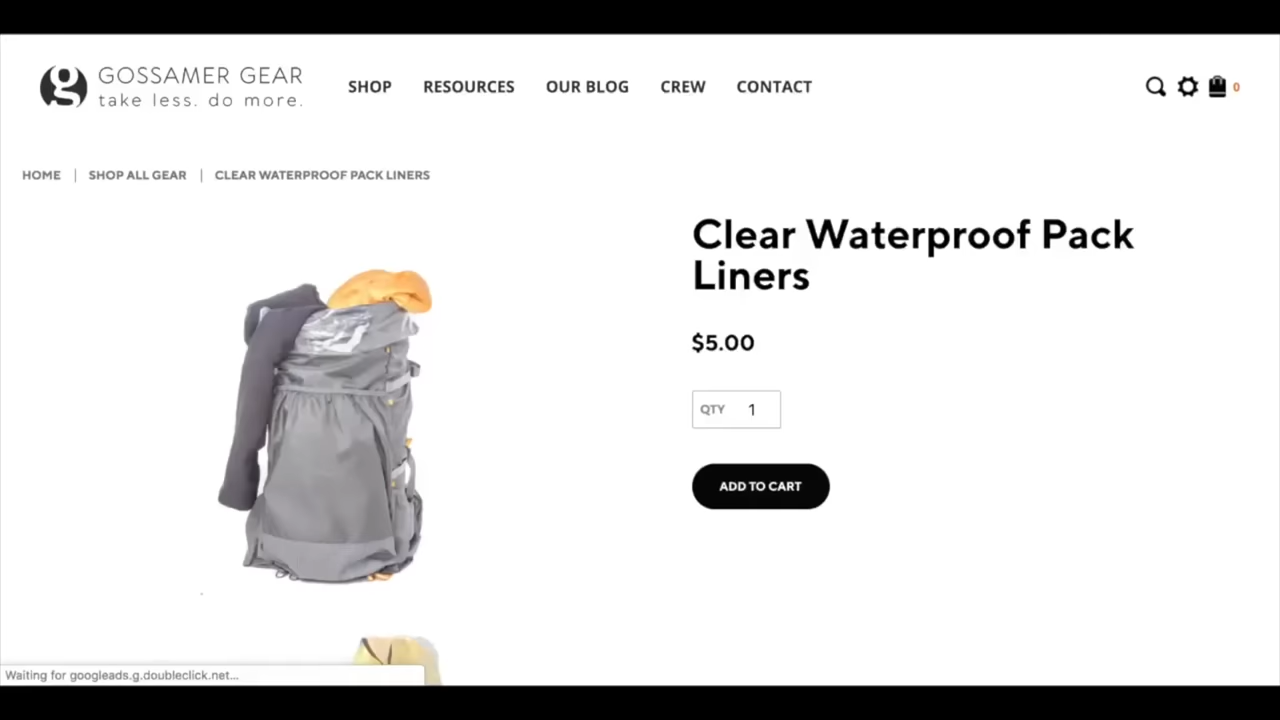 GOSSAMER GEAR
take less. do more.
SHOP
RESOURCES
OUR BLOG
CREW
CONTACT
0
HOME | SHOP ALL GEAR | CLEAR WATERPROOF PACK LINERS
Clear Waterproof Pack
Liners
$5.00
QTY 1
ADD TO CART
Waiting for googleads.g.doubleclick.net...